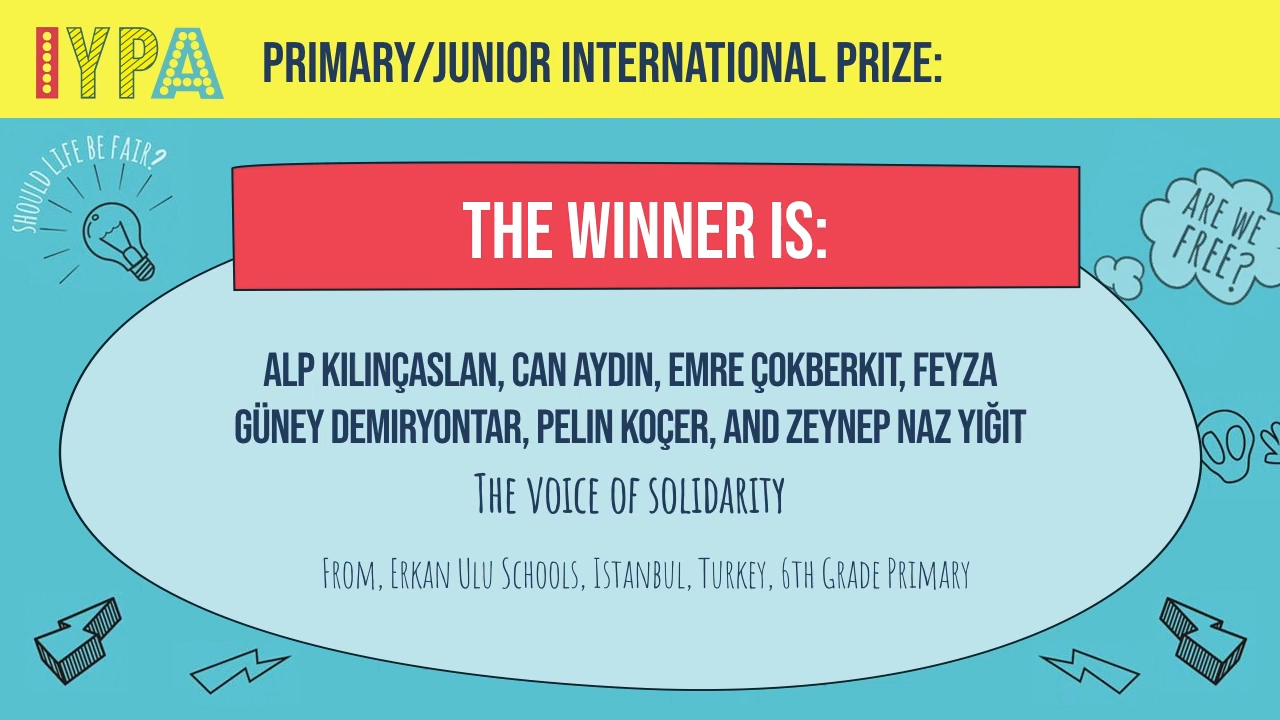 IYPA
PRIMARY/JUNIOR INTERNATIONAL PRIZE:
SHOULD LIFE BE FAIR?
THE WINNER IS:
ARE WE
FREE?
ALP KILINÇASLAN, CAN AYDIN, EMRE ÇOKBERKIT, FEYZA
GÜNEY DEMIRYONTAR, PELIN KOÇER, AND ZEYNEP NAZ YIĞIT
THE VOICE OF SOLIDARITY
FROM, ERKAN ULU SCHOOLS, ISTANBUL, TURKEY, 6TH GRADE PRIMARY